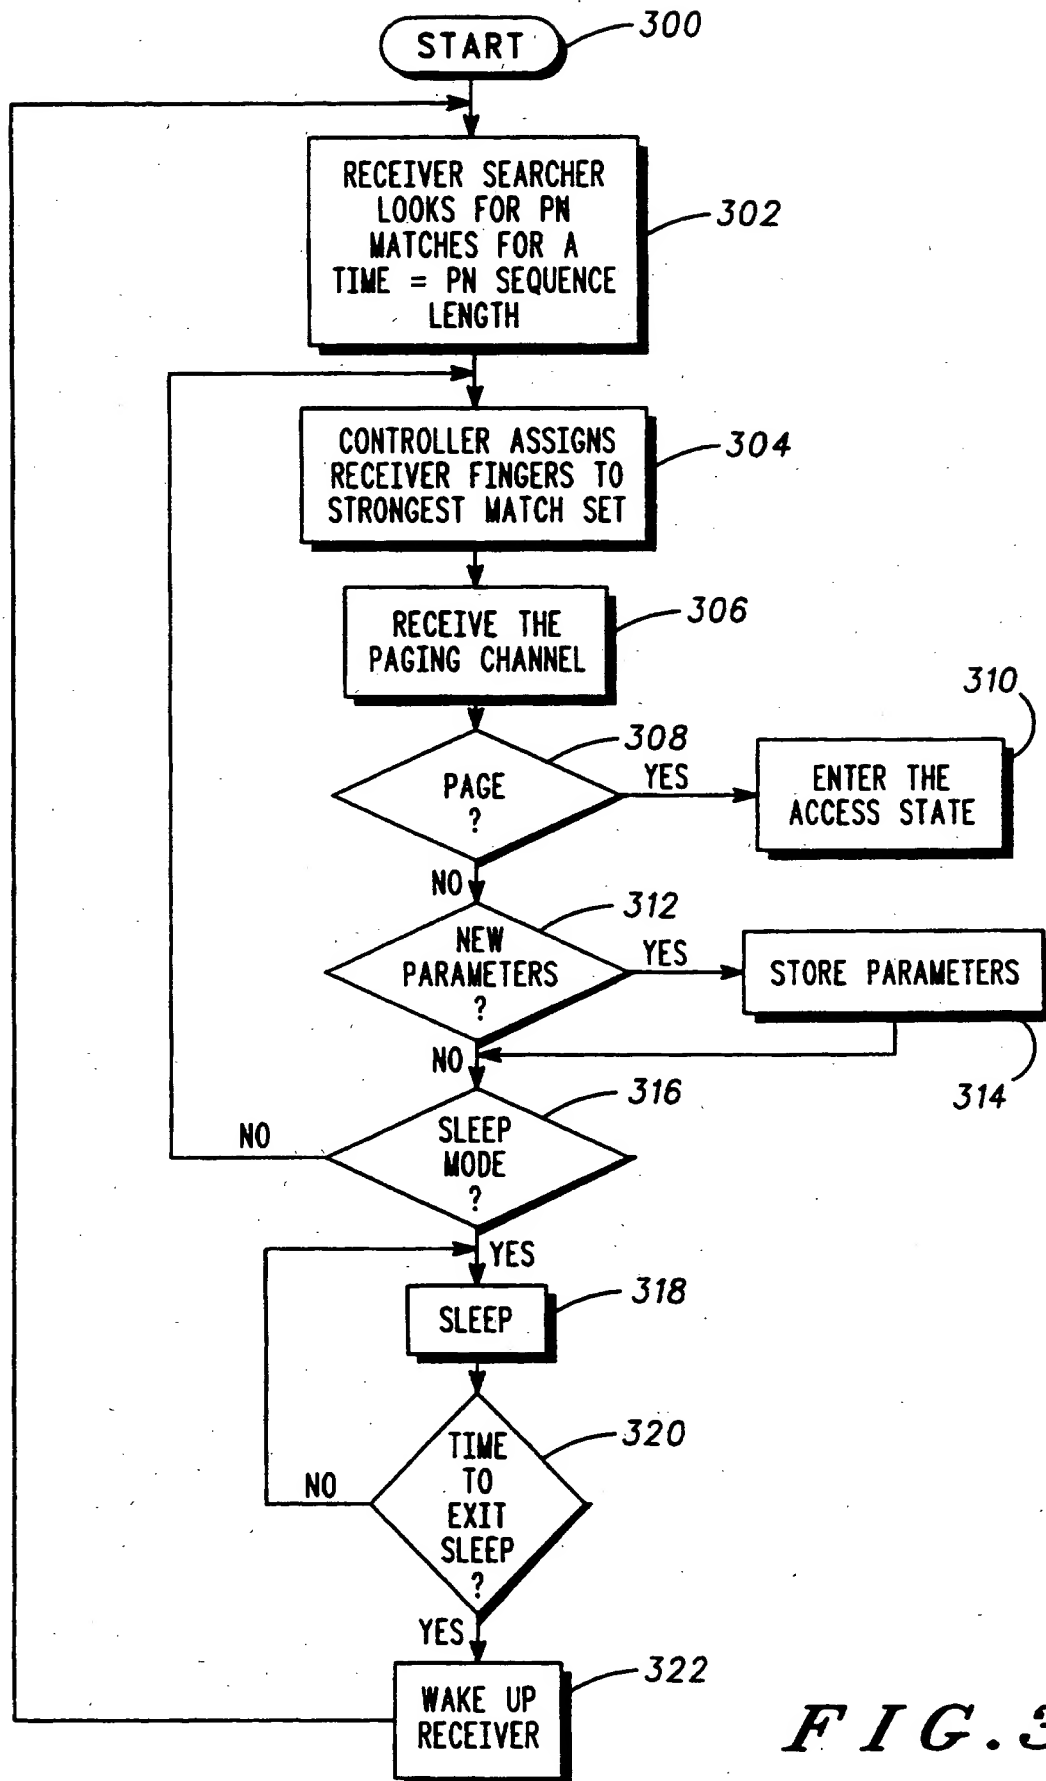 START
300
RECEIVER SEARCHER
LOOKS FOR PN
MATCHES FOR A
TIME = PN SEQUENCE
LENGTH
302
CONTROLLER ASSIGNS
RECEIVER FINGERS TO
STRONGEST MATCH SET
304
RECEIVE THE
PAGING CHANNEL
306
PAGE
?
308
YES
ENTER THE
ACCESS STATE
310
NO
NEW
PARAMETERS
?
312
YES
STORE PARAMETERS
314
NO
SLEEP
MODE
?
316
NO
YES
SLEEP
318
TIME
TO
EXIT
SLEEP
?
320
NO
YES
WAKE UP
RECEIVER
322
FIG.3